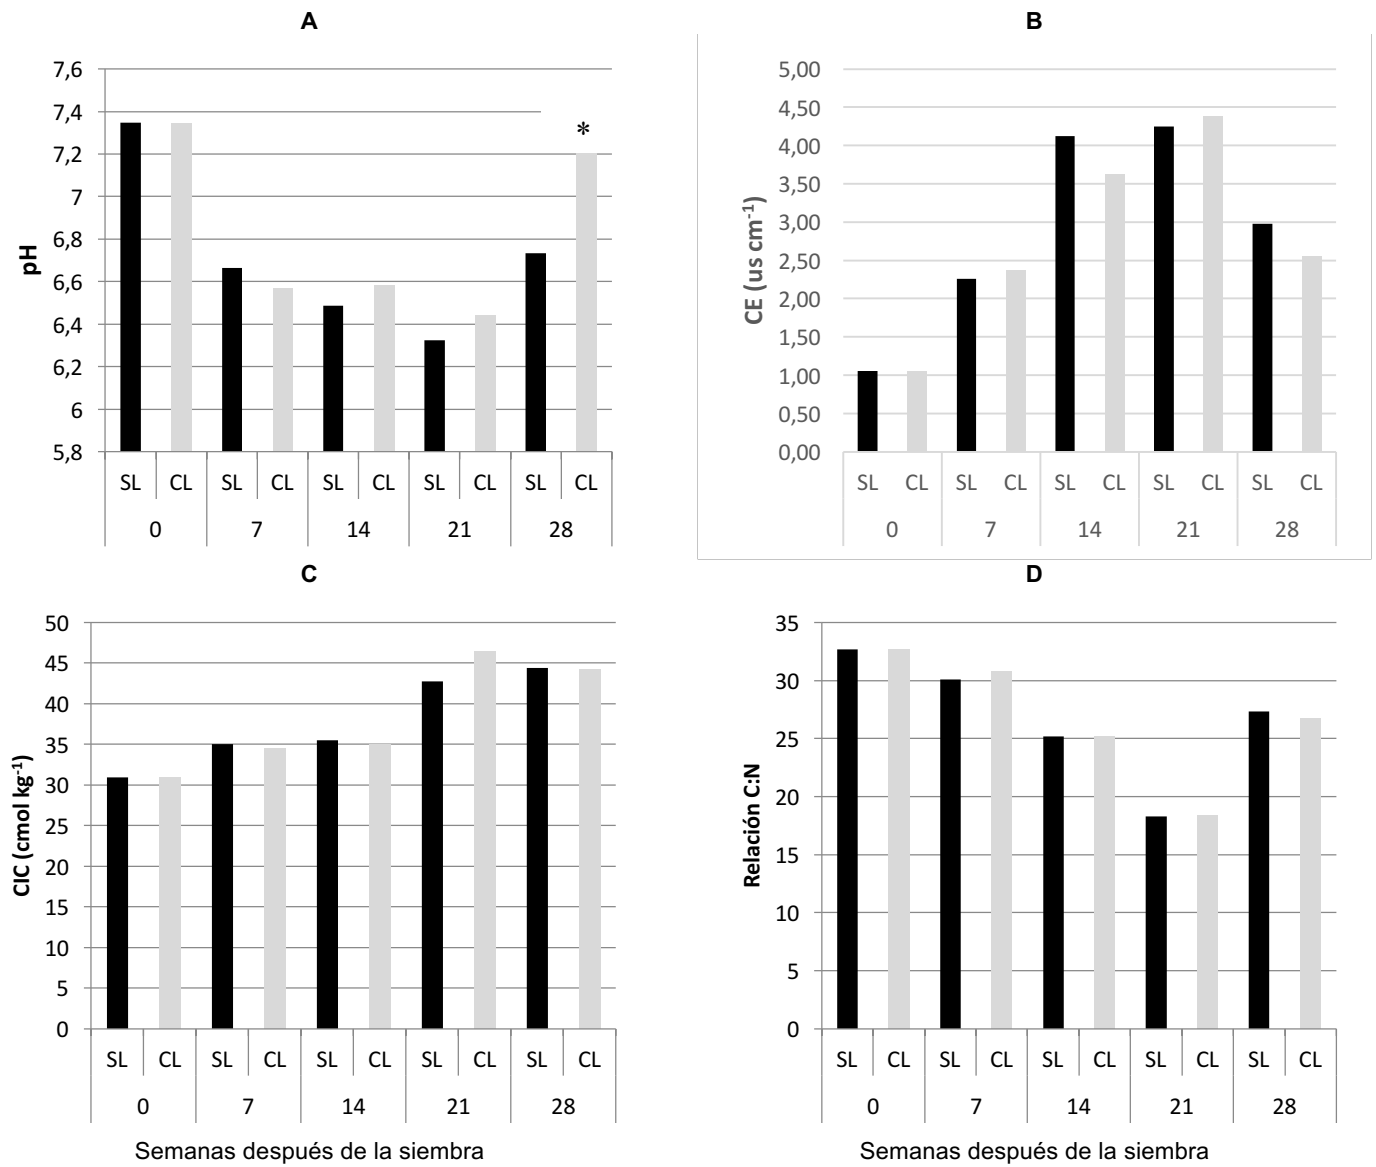 A
7,6
7,4
7,2
7
6,8
6,6
6,4
6,2
6
5,8
pH
*
SL CL SL CL SL CL SL CL SL CL
0 7 14 21 28
B
5,00
4,50
4,00
3,50
3,00
2,50
2,00
1,50
1,00
0,50
0,00
CE (us cm⁻¹)
SL CL SL CL SL CL SL CL SL CL
0 7 14 21 28
C
50
45
40
35
30
25
20
15
10
5
0
CIC (cmol kg⁻¹)
SL CL SL CL SL CL SL CL SL CL
0 7 14 21 28
Semanas después de la siembra
D
35
30
25
20
15
10
5
0
Relación C:N
SL CL SL CL SL CL SL CL SL CL
0 7 14 21 28
Semanas después de la siembra